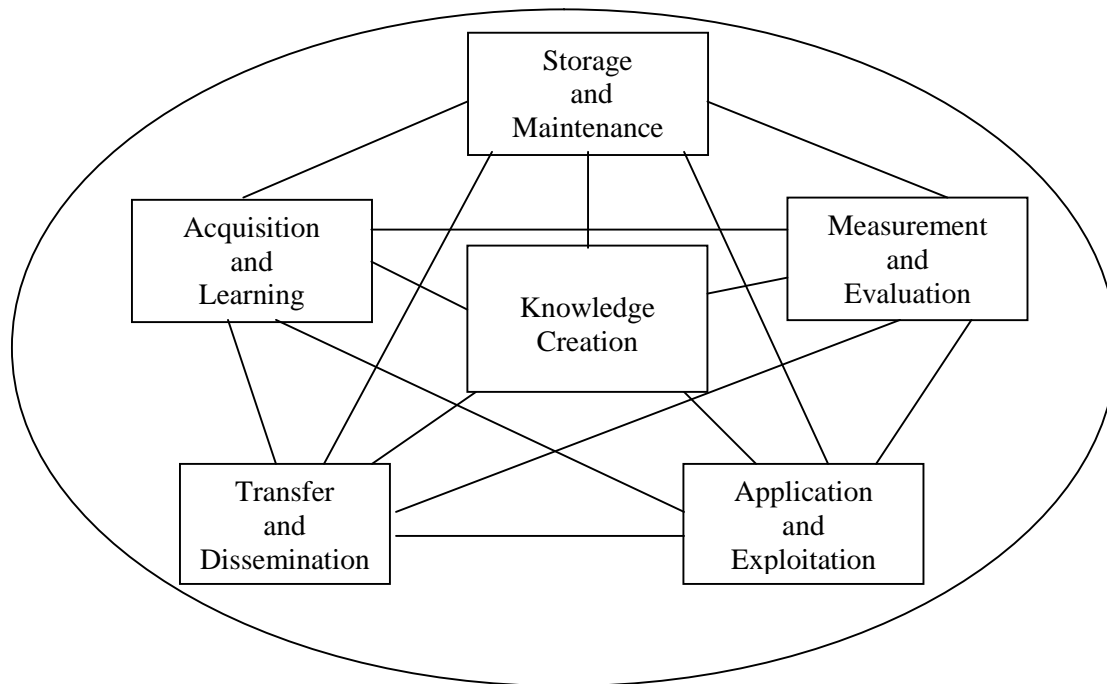 Storage
and
Maintenance
Acquisition
and
Learning
Measurement
and
Evaluation
Knowledge
Creation
Transfer
and
Dissemination
Application
and
Exploitation